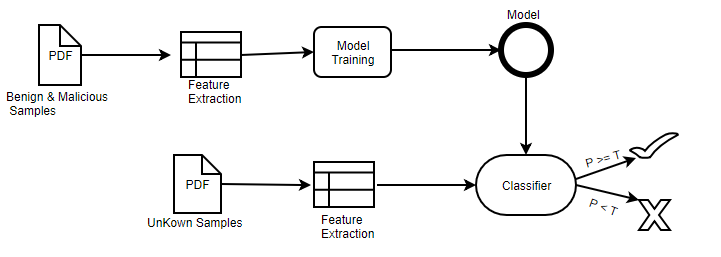 Model
PDF
Model
Training
Benign & Malicious
Samples
Feature
Extraction
P >= T
PDF
Classifier
P < T
UnKown Samples
Feature
Extraction